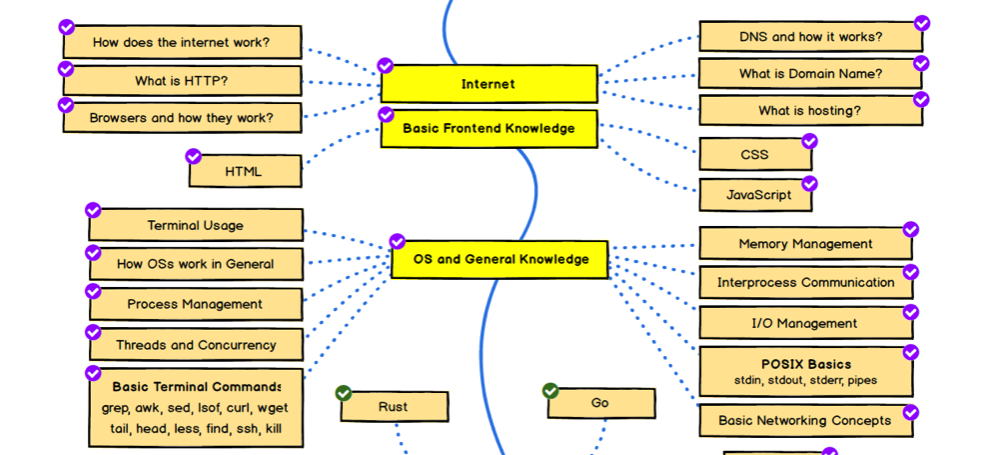 How does the internet work?
What is HTTP?
Browsers and how they work?
Internet
DNS and how it works?
What is Domain Name?
What is hosting?
Basic Frontend Knowledge
HTML
CSS
JavaScript
Terminal Usage
How OSs work in General
Process Management
Threads and Concurrency
Basic Terminal Commands
grep, awk, sed, lsof, curl, wget
tail, head, less, find, ssh, kill
OS and General Knowledge
Memory Management
Interprocess Communication
I/O Management
POSIX Basics
stdin, stdout, stderr, pipes
Basic Networking Concepts
Rust
Go